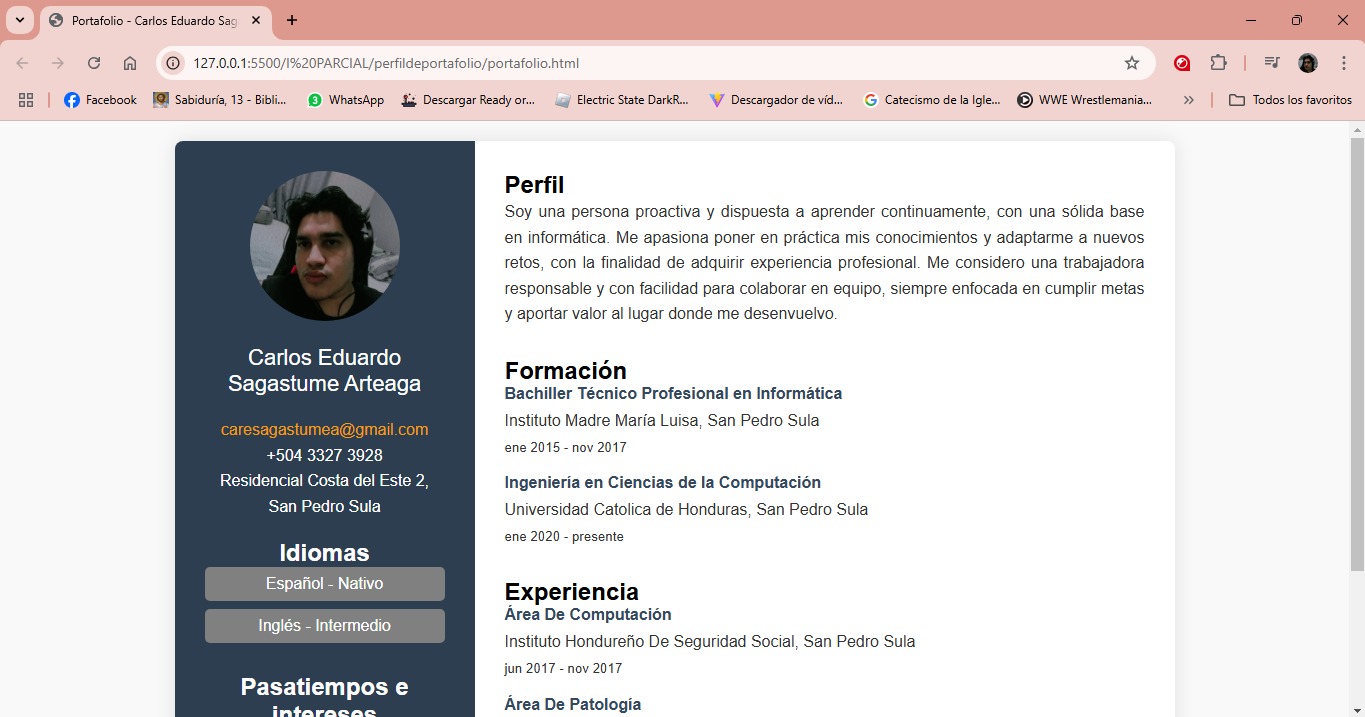 Portafolio - Carlos Eduardo Sag
127.0.0.1:5500/I%20PARCIAL/perfildeportafolio/portafolio.html
Facebook
Sabiduría, 13 - Bibli...
WhatsApp
Descargar Ready or...
Electric State DarkR...
Descargador de víd...
Catecismo de la Igle...
WWE Wrestlemania...
Todos los favoritos
Carlos Eduardo
Sagastume Arteaga
caresagastumea@gmail.com
+504 3327 3928
Residencial Costa del Este 2,
San Pedro Sula
Idiomas
Español - Nativo
Inglés - Intermedio
Pasatiempos e
intereses
Perfil
Soy una persona proactiva y dispuesta a aprender continuamente, con una sólida base
en informática. Me apasiona poner en práctica mis conocimientos y adaptarme a nuevos
retos, con la finalidad de adquirir experiencia profesional. Me considero una trabajadora
responsable y con facilidad para colaborar en equipo, siempre enfocada en cumplir metas
y aportar valor al lugar donde me desenvuelvo.
Formación
Bachiller Técnico Profesional en Informática
Instituto Madre María Luisa, San Pedro Sula
ene 2015 - nov 2017
Ingeniería en Ciencias de la Computación
Universidad Catolica de Honduras, San Pedro Sula
ene 2020 - presente
Experiencia
Área De Computación
Instituto Hondureño De Seguridad Social, San Pedro Sula
jun 2017 - nov 2017
Área De Patología